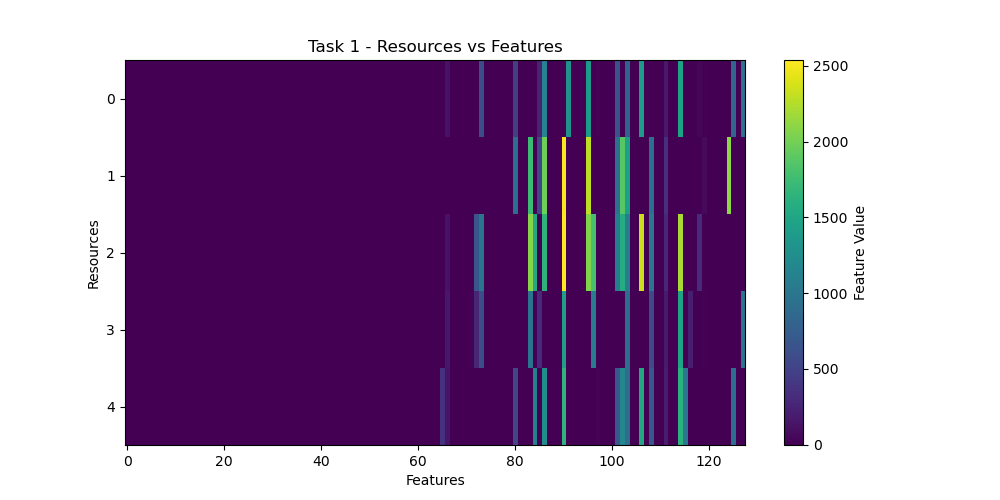 Task 1 - Resources vs Features
Resources
0
1
2
3
4
0 20 40 60 80 100 120
Features
2500
2000
1500
1000
500
0
Feature Value